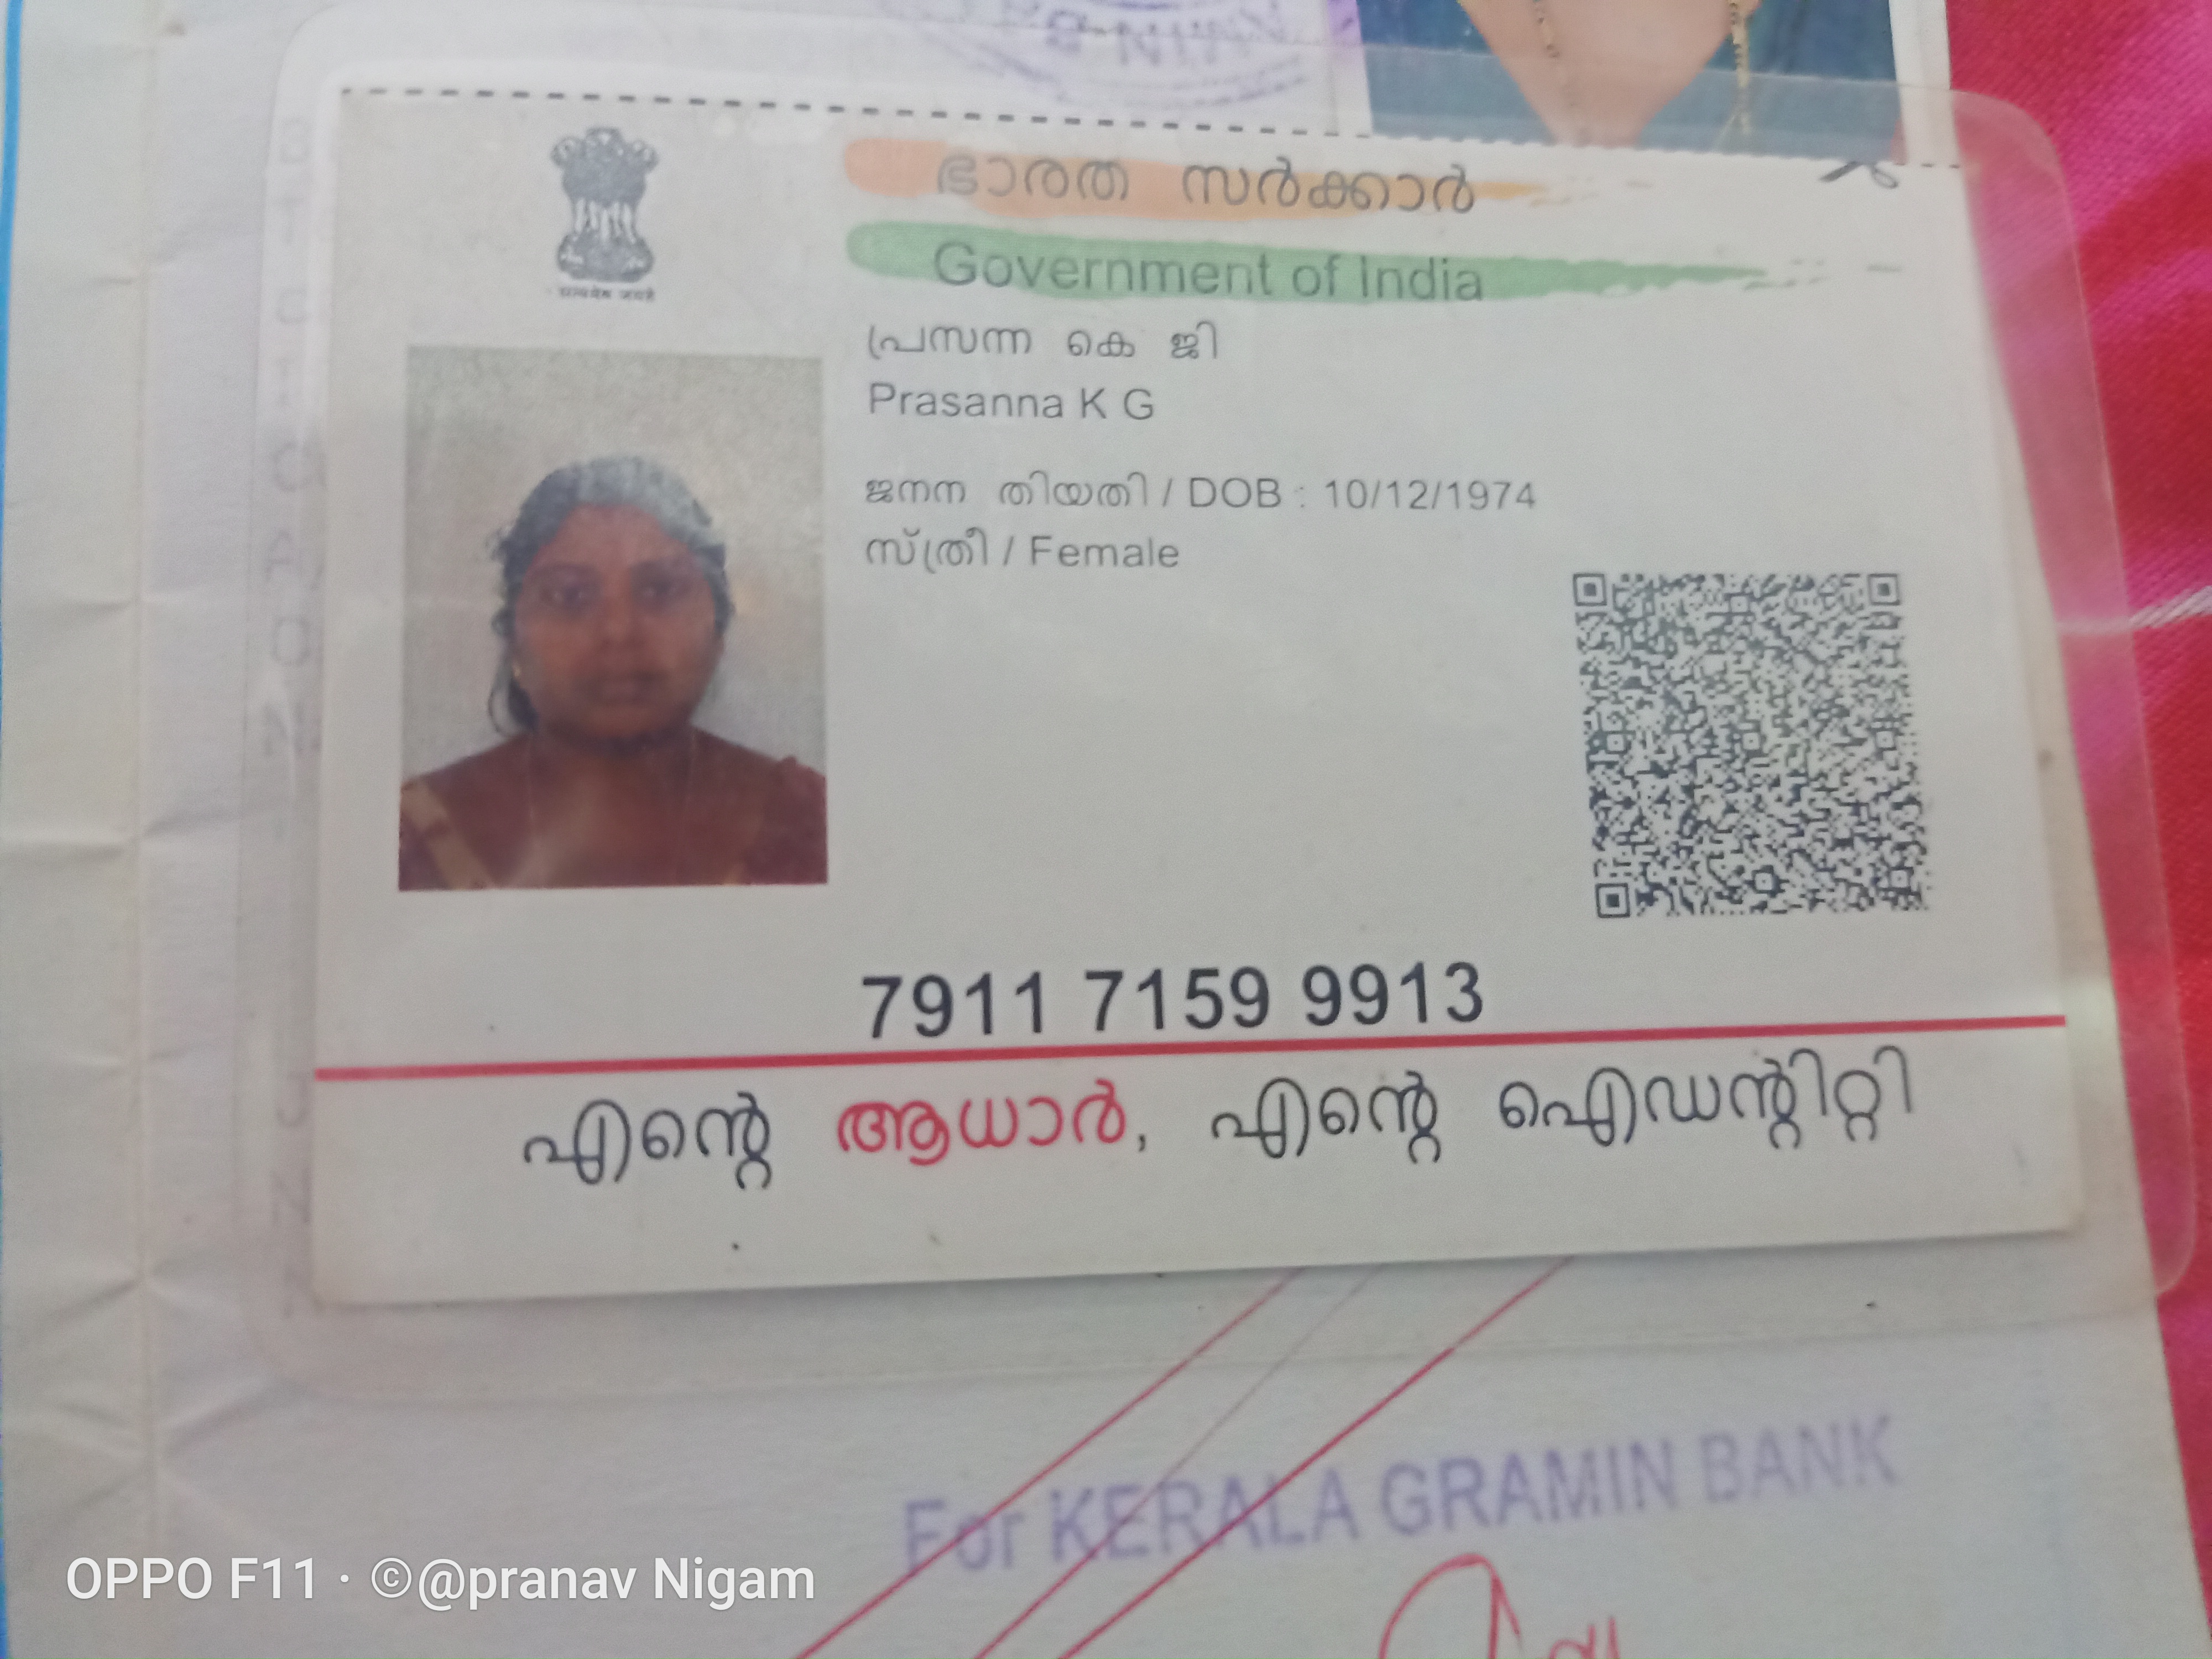 ഭാരത സർക്കാർ
Government of India
പ്രസന്ന കെ ജി
Prasanna K G
ജനന തിയതി / DOB : 10/12/1974
സ്ത്രീ / Female
7911 7159 9913
എന്റെ ആധാർ, എന്റെ ഐഡന്റിറ്റി
For KERALA GRAMIN BANK
OPPO F11 · ©@pranav Nigam